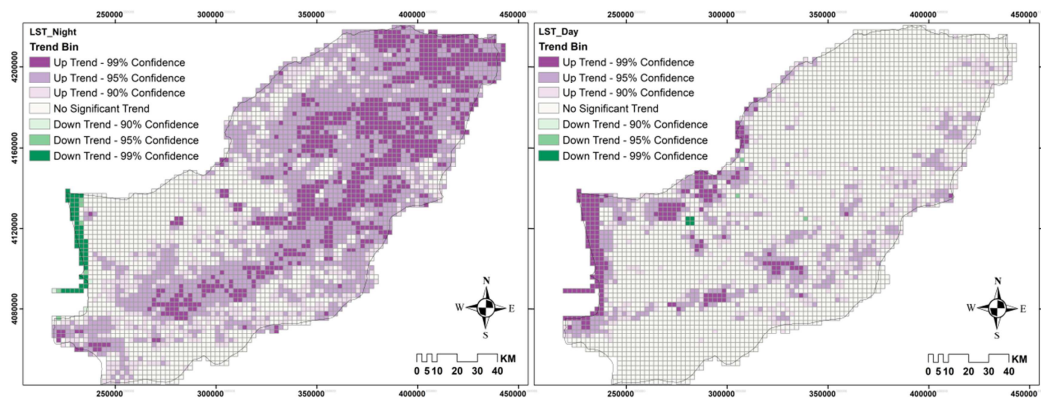 250000 300000 350000 400000 450000
LST_Night
Trend Bin
Up Trend - 99% Confidence
Up Trend - 95% Confidence
Up Trend - 90% Confidence
No Significant Trend
Down Trend - 90% Confidence
Down Trend - 95% Confidence
Down Trend - 99% Confidence
4200000
4160000
4120000
4080000
N
W E
S
KM
0 5 10 20 30 40
250000 300000 350000 400000 450000
250000 300000 350000 400000 450000
LST_Day
Trend Bin
Up Trend - 99% Confidence
Up Trend - 95% Confidence
Up Trend - 90% Confidence
No Significant Trend
Down Trend - 90% Confidence
Down Trend - 95% Confidence
Down Trend - 99% Confidence
N
W E
S
KM
0 5 10 20 30 40
250000 300000 350000 400000 450000